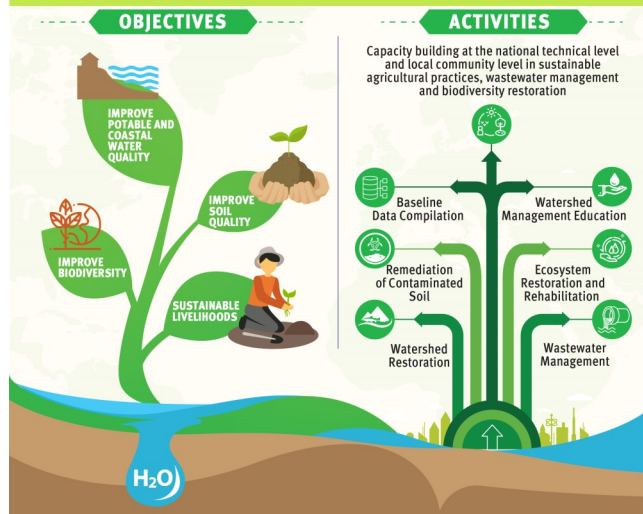 OBJECTIVES
IMPROVE
POTABLE AND
COASTAL
WATER
QUALITY
IMPROVE
SOIL
QUALITY
IMPROVE
BIODIVERSITY
SUSTAINABLE
LIVELIHOODS
H₂O
ACTIVITIES
Capacity building at the national technical level
and local community level in sustainable
agricultural practices, wastewater management
and biodiversity restoration
Baseline
Data Compilation
Watershed
Management Education
Remediation
of Contaminated
Soil
Ecosystem
Restoration and
Rehabilitation
Watershed
Restoration
Wastewater
Management